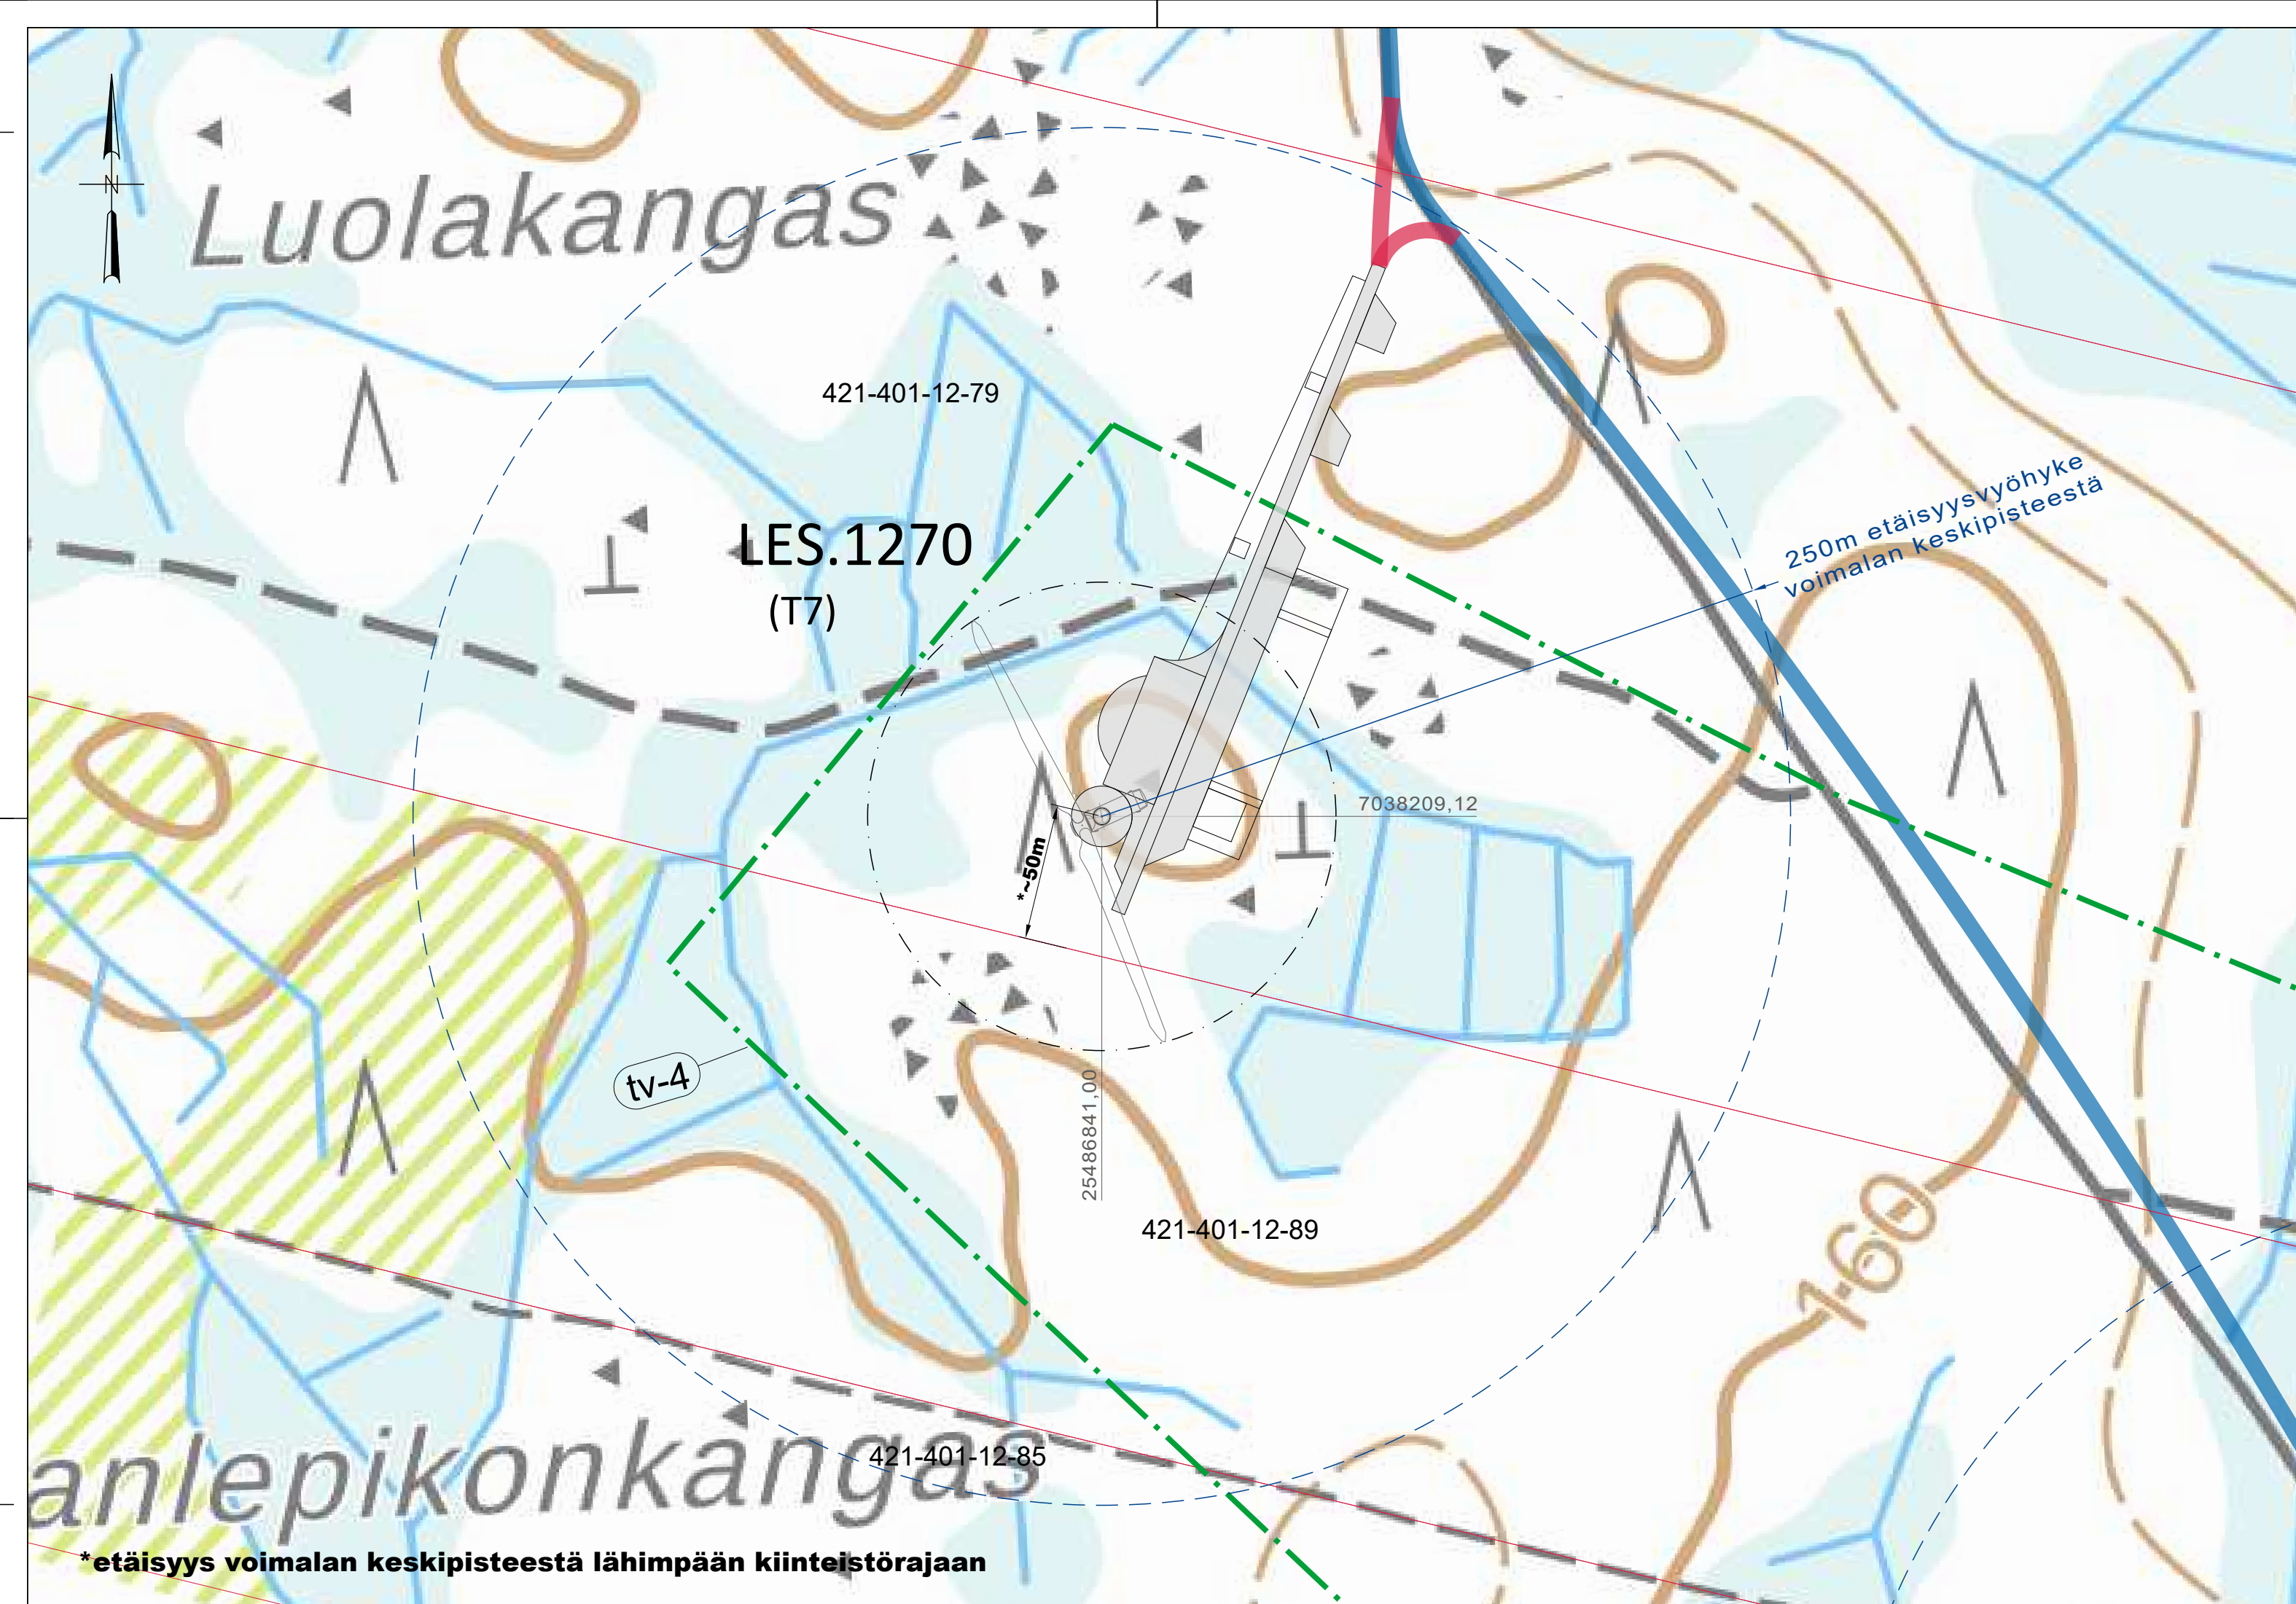 N
Luolakangas
421-401-12-79
LES.1270
(T7)
250m etäisyysvyöhyke
voimalan keskipisteestä
7038209,12
*~50m
tv-4
25486841,00
421-401-12-89
160
421-401-12-85
anlepikonkangas
*etäisyys voimalan keskipisteestä lähimpään kiinteistörajaan